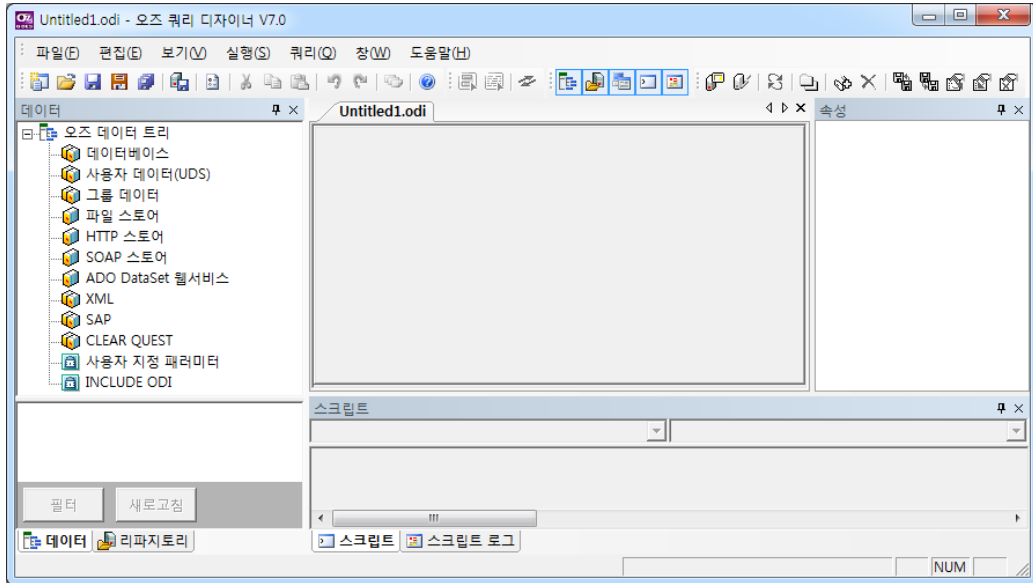 Untitled1.odi - 오즈 쿼리 디자이너 V7.0
파일(F) 편집(E) 보기(V) 실행(S) 쿼리(Q) 창(W) 도움말(H)
데이터
Untitled1.odi
속성
오즈 데이터 트리
데이터베이스
사용자 데이터(UDS)
그룹 데이터
파일 스토어
HTTP 스토어
SOAP 스토어
ADO DataSet 웹서비스
XML
SAP
CLEAR QUEST
사용자 지정 패러미터
INCLUDE ODI
스크립트
필터 새로고침
데이터 리파지토리 스크립트 스크립트 로그
NUM